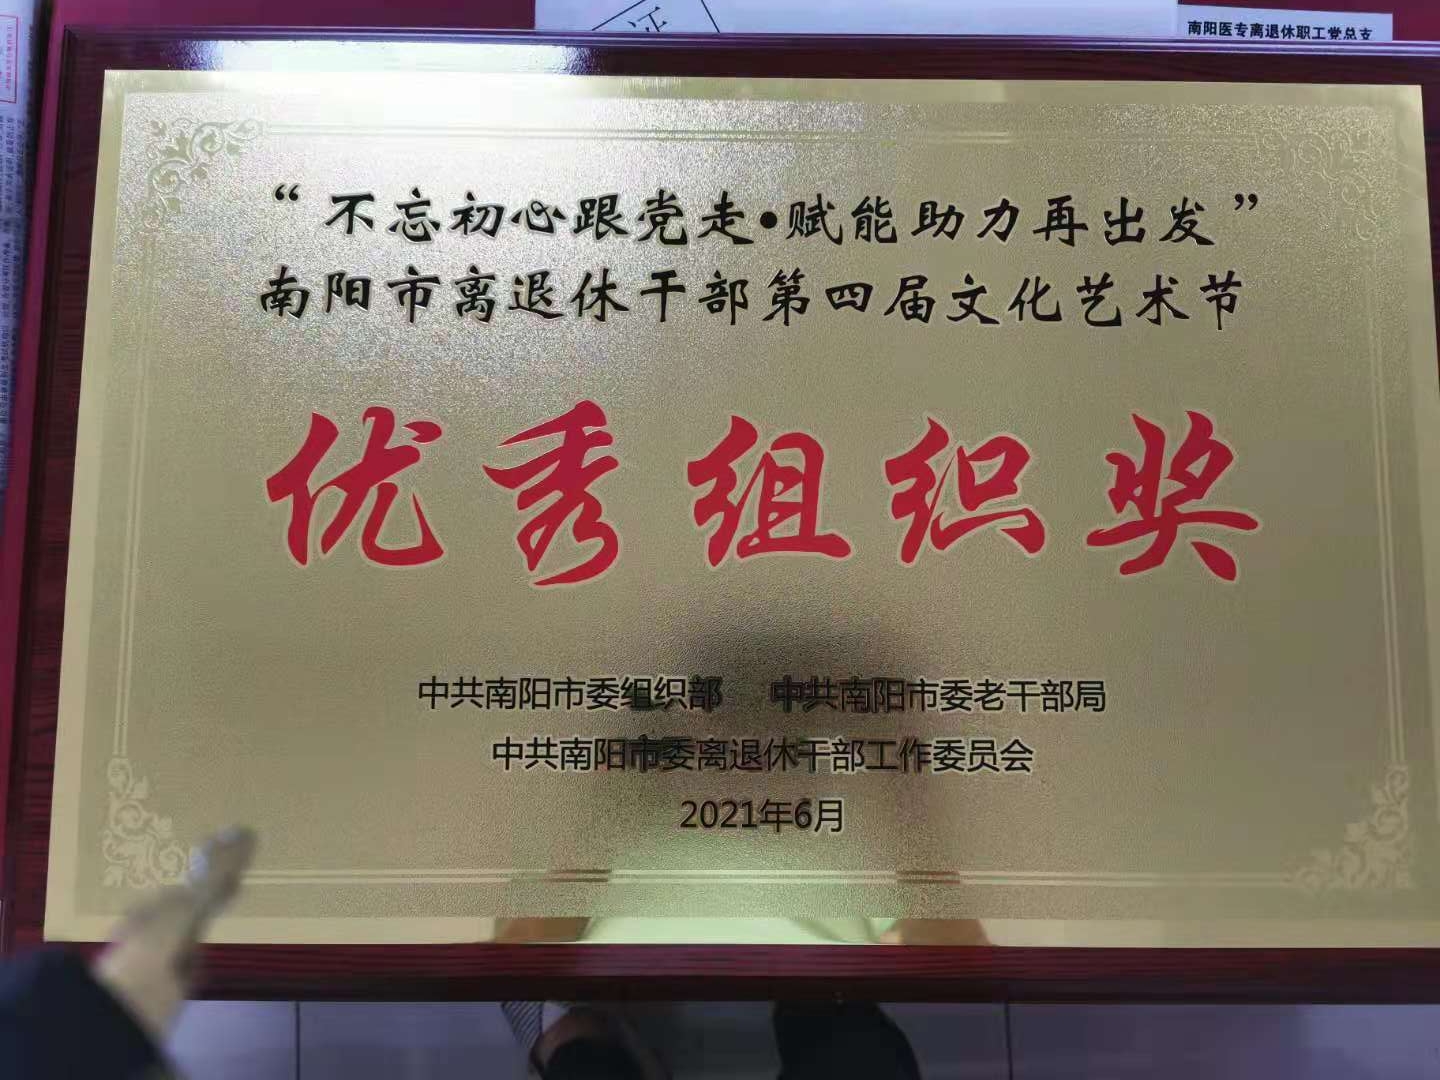 证
南阳医专离退休职工党总支
“不忘初心跟党走•赋能助力再出发”
南阳市离退休干部第四届文化艺术节
优秀组织奖
中共南阳市委组织部 中共南阳市委老干部局
中共南阳市委离退休干部工作委员会
2021年6月